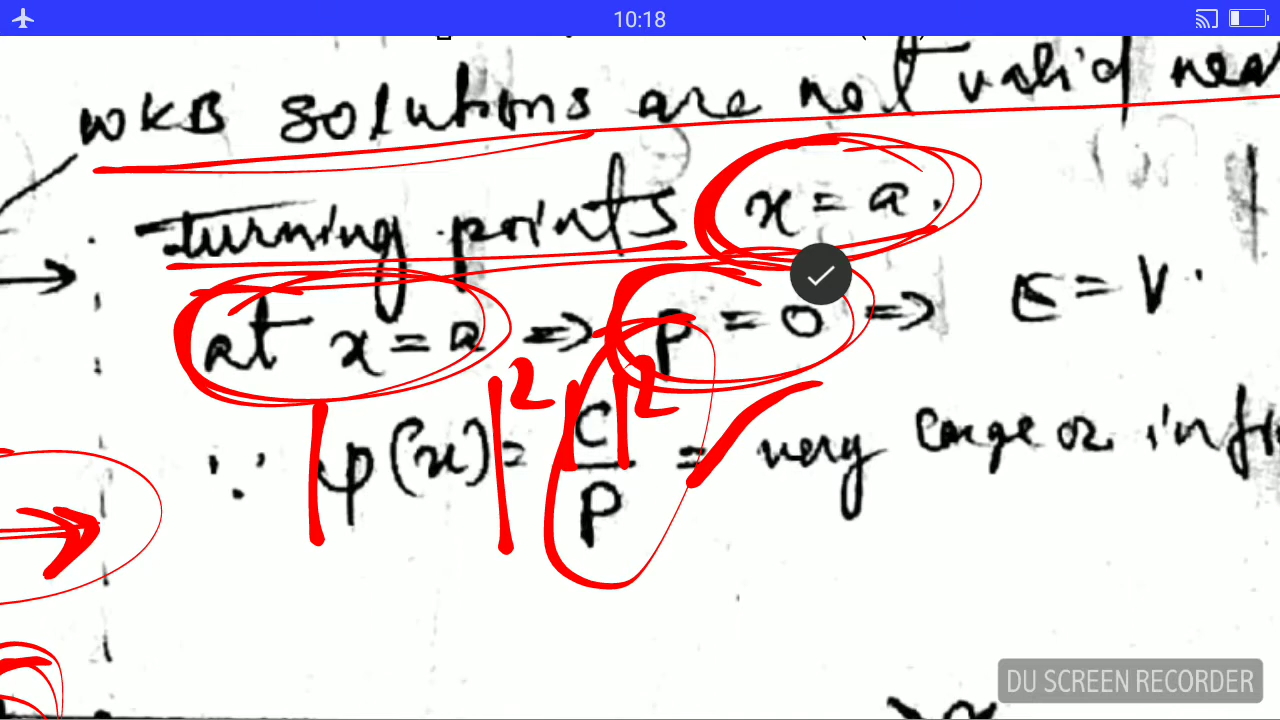 10:18
WKB solutions are not valid near
turning points x = a.
at x = a ⇒ p = 0 ⇒ E = V.
∵ |ψ(x)|² = |C|²/P = very large or infi
DU SCREEN RECORDER